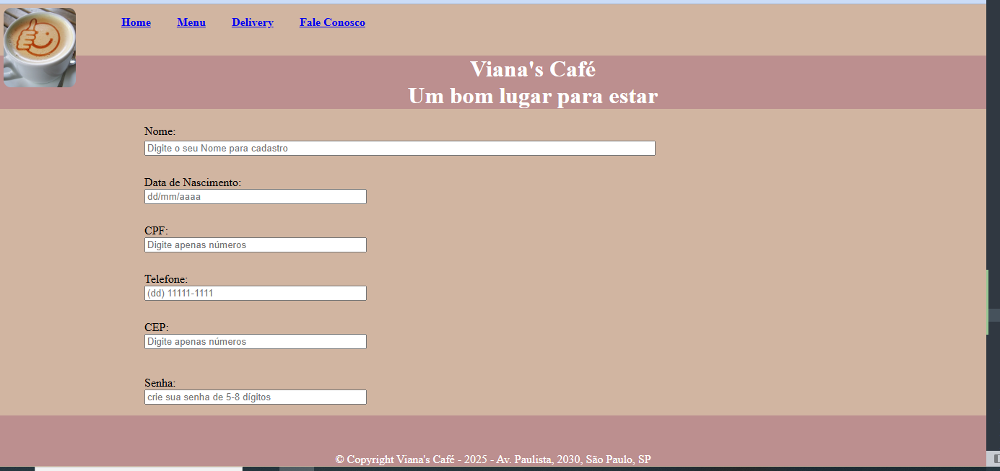 Home Menu Delivery Fale Conosco
Viana's Café
Um bom lugar para estar
Nome:
Digite o seu Nome para cadastro
Data de Nascimento:
dd/mm/aaaa
CPF:
Digite apenas números
Telefone:
(dd) 11111-1111
CEP:
Digite apenas números
Senha:
crie sua senha de 5-8 dígitos
© Copyright Viana's Café - 2025 - Av. Paulista, 2030, São Paulo, SP